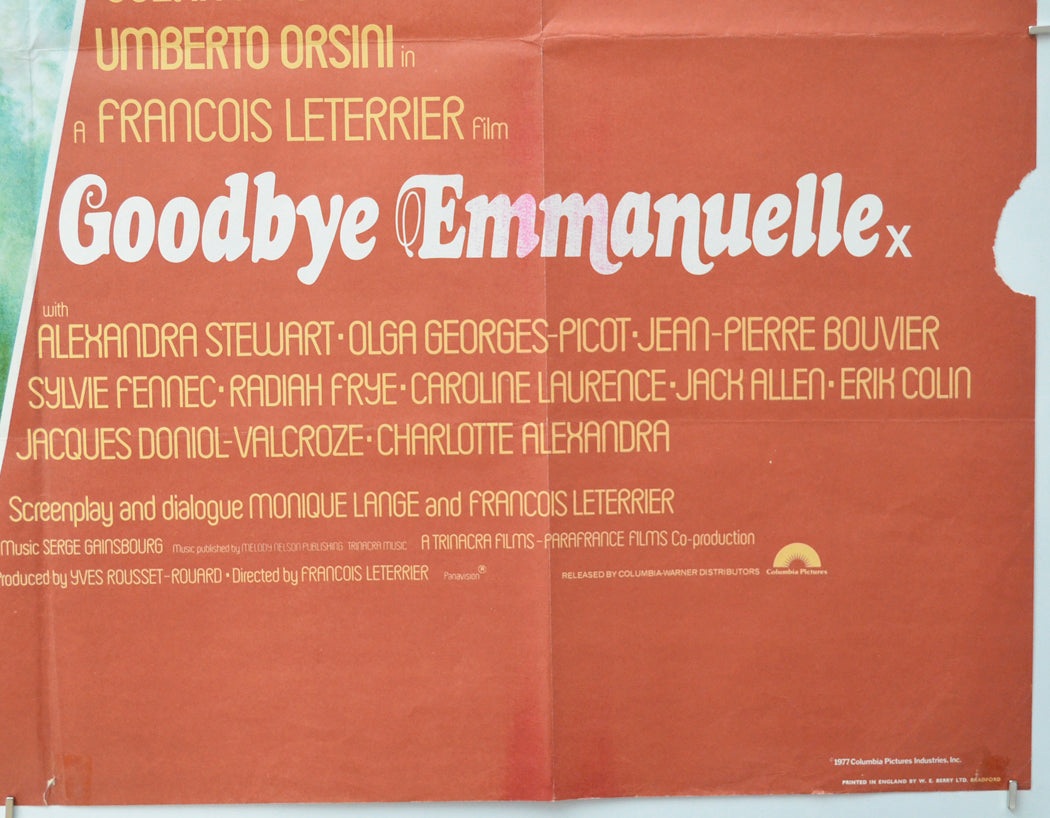 UMBERTO ORSINI in
A FRANCOIS LETERRIER film
Goodbye Emmanuelle X
with
ALEXANDRA STEWART · OLGA GEORGES-PICOT · JEAN-PIERRE BOUVIER
SYLVIE FENNEC · RADIAH FRYE · CAROLINE LAURENCE · JACK ALLEN · ERIK COLIN
JACQUES DONIOL-VALCROZE · CHARLOTTE ALEXANDRA
Screenplay and dialogue MONIQUE LANGE and FRANCOIS LETERRIER
Music SERGE GAINSBOURG Music published by MELODY NELSON PUBLISHING TRINACRA MUSIC A TRINACRA FILMS - PARAFRANCE FILMS Co-production
roduced by YVES ROUSSET-ROUARD · Directed by FRANCOIS LETERRIER Panavision® RELEASED BY COLUMBIA-WARNER DISTRIBUTORS Columbia Pictures
©1977 Columbia Pictures Industries, Inc.
PRINTED IN ENGLAND BY W. E. BERRY LTD. BRADFORD